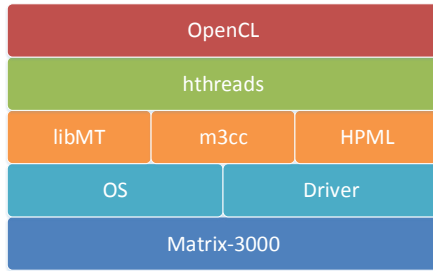 OpenCL
hthreads
libMT m3cc HPML
OS Driver
Matrix-3000